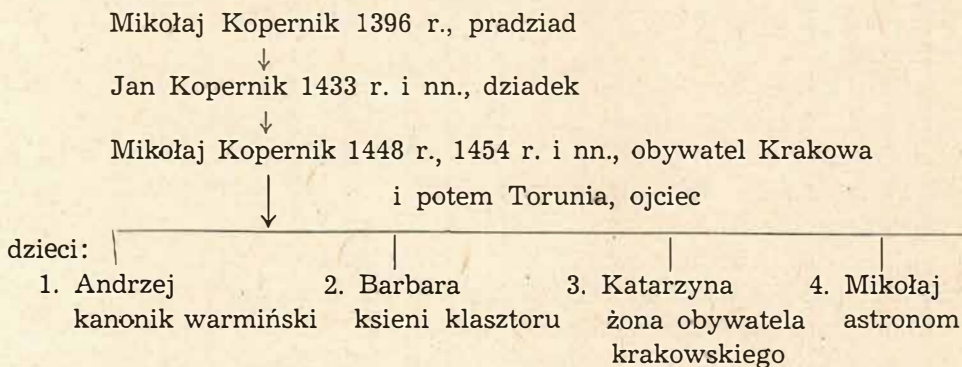 Mikołaj Kopernik 1396 r., pradziad
↓
Jan Kopernik 1433 r. i nn., dziadek
↓
Mikołaj Kopernik 1448 r., 1454 r. i nn., obywatel Krakowa
i potem Torunia, ojciec
dzieci:
1. Andrzej 2. Barbara 3. Katarzyna 4. Mikołaj
kanonik warmiński ksieni klasztoru żona obywatela astronom
krakowskiego